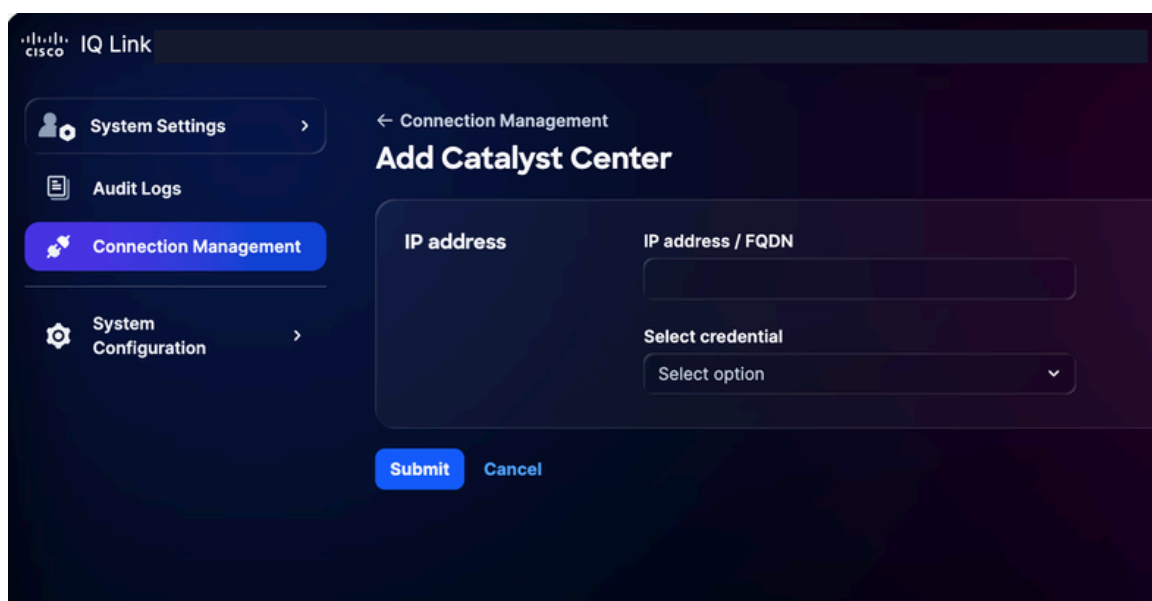 cisco IQ Link
System Settings
Audit Logs
Connection Management
System
Configuration
← Connection Management
Add Catalyst Center
IP address
IP address / FQDN
Select credential
Select option
Submit Cancel